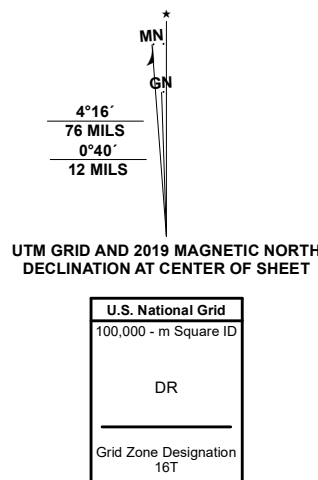 MN
GN
4°16´
76 MILS
0°40´
12 MILS
UTM GRID AND 2019 MAGNETIC NORTH
DECLINATION AT CENTER OF SHEET
U.S. National Grid
100,000 - m Square ID
DR
Grid Zone Designation
16T